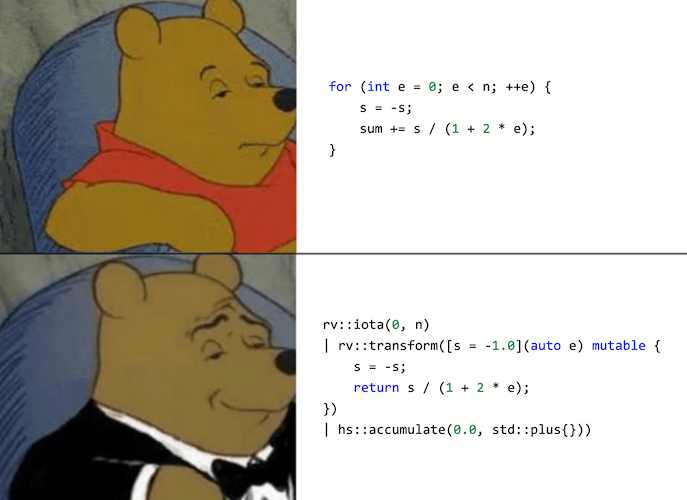 for (int e = 0; e < n; ++e) {
    s = -s;
    sum += s / (1 + 2 * e);
}
rv::iota(0, n)
| rv::transform([s = -1.0](auto e) mutable {
    s = -s;
    return s / (1 + 2 * e);
})
| hs::accumulate(0.0, std::plus{}))